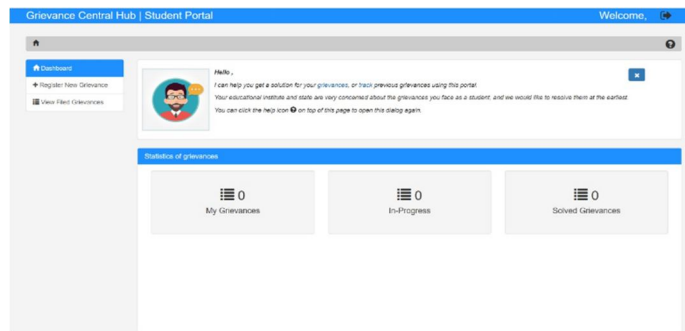 Grievance Central Hub | Student Portal
Welcome,
Dashboard
Register New Grievance
View Filed Grievances
Hello ,
I can help you get a solution for your grievances, or track previous grievances using this portal.
Your educational institute and state are very concerned about the grievances you face as a student, and we would like to resolve them at the earliest.
You can click the help icon on top of this page to open this dialog again.
Statistics of grievances
0
My Grievances
0
In-Progress
0
Solved Grievances